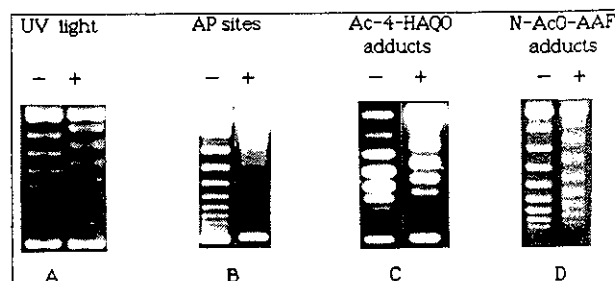 UV light AP sites Ac-4-HAQO N-AcO-AAF
adducts adducts
− + − + − + − +
A B C D